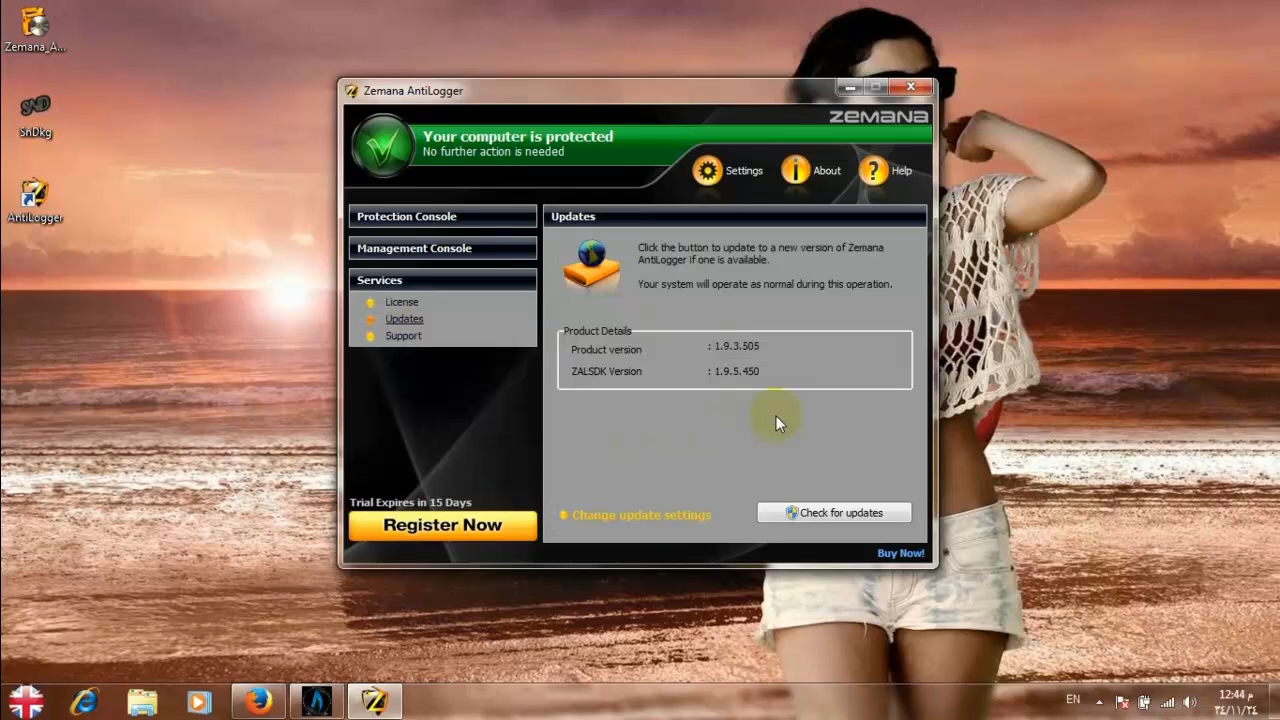 Zemana_A...
SnDkg
AntiLogger
Zemana AntiLogger
ZEMANA
Your computer is protected
No further action is needed
Settings
About
Help
Protection Console
Management Console
Services
License
Updates
Support
Trial Expires in 15 Days
Register Now
Updates
Click the button to update to a new version of Zemana
AntiLogger if one is available.
Your system will operate as normal during this operation.
Product Details
Product version : 1.9.3.505
ZALSDK Version : 1.9.5.450
Change update settings
Check for updates
Buy Now!
EN
12:44 م
٣٤/١١/٢٤